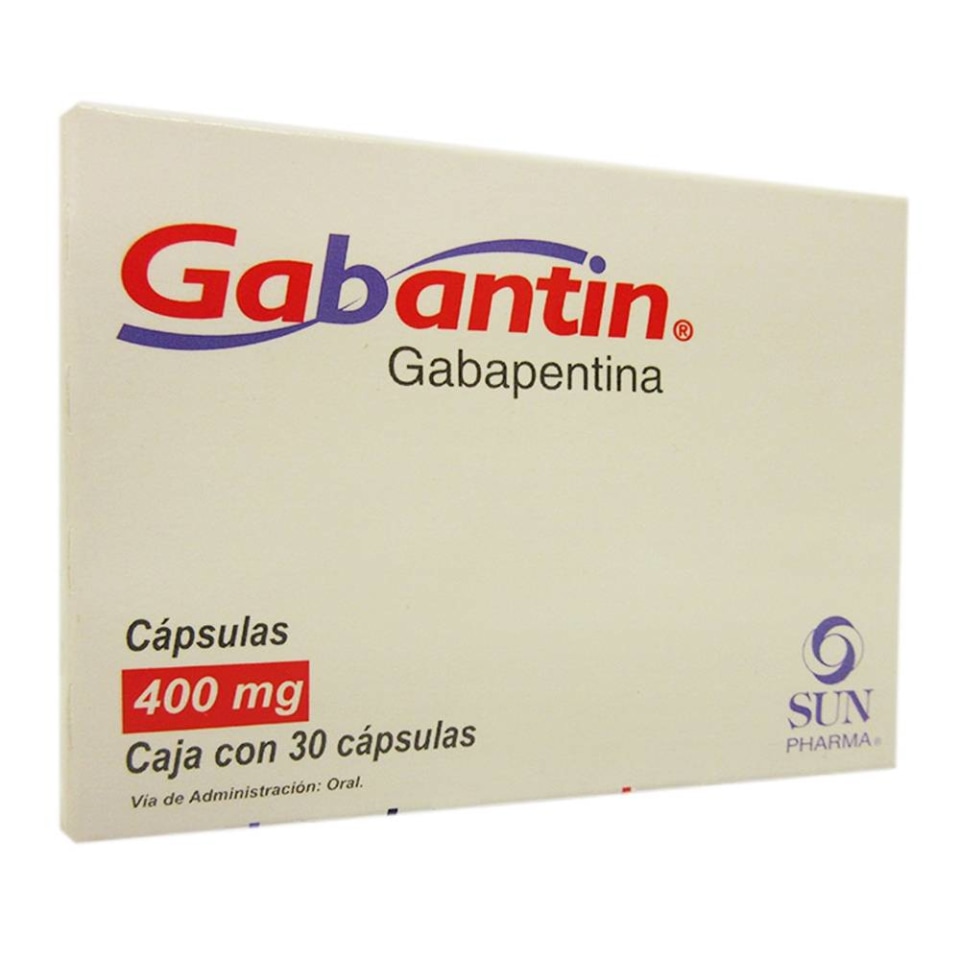 Gabantin®
Gabapentina
Cápsulas
400 mg
Caja con 30 cápsulas
Vía de Administración: Oral.
SUN
PHARMA®